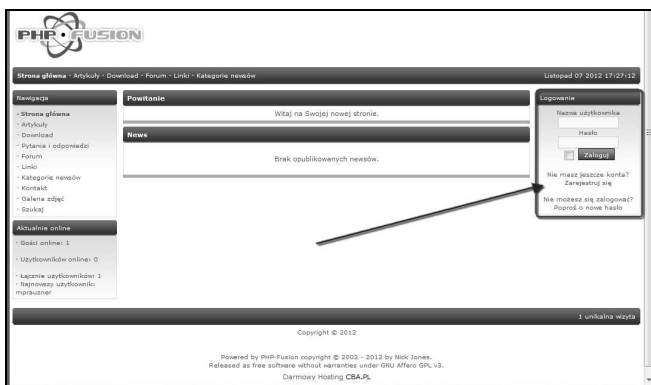 PHP-FUSION
Strona główna · Artykuły · Download · Forum · Linki · Kategorie newsów
Listopad 07 2012 17:27:12
Nawigacja
· Strona główna
· Artykuły
· Download
· Pytania i odpowiedzi
· Forum
· Linki
· Kategorie newsów
· Kontakt
· Galeria zdjęć
· Szukaj
Aktualnie online
· Gości online: 1
· Użytkowników online: 0
· Łącznie użytkowników: 1
· Najnowszy użytkownik:
mprauzner
Powitanie
Witaj na Swojej nowej stronie.
News
Brak opublikowanych newsów.
Logowanie
Nazwa użytkownika
Hasło
Zaloguj
Nie masz jeszcze konta?
Zarejestruj się
Nie możesz się zalogować?
Poproś o nowe hasło
1 unikalna wizyta
Copyright © 2012
Powered by PHP-Fusion copyright © 2002 - 2012 by Nick Jones.
Released as free software without warranties under GNU Affero GPL v3.
Darmowy Hosting CBA.PL